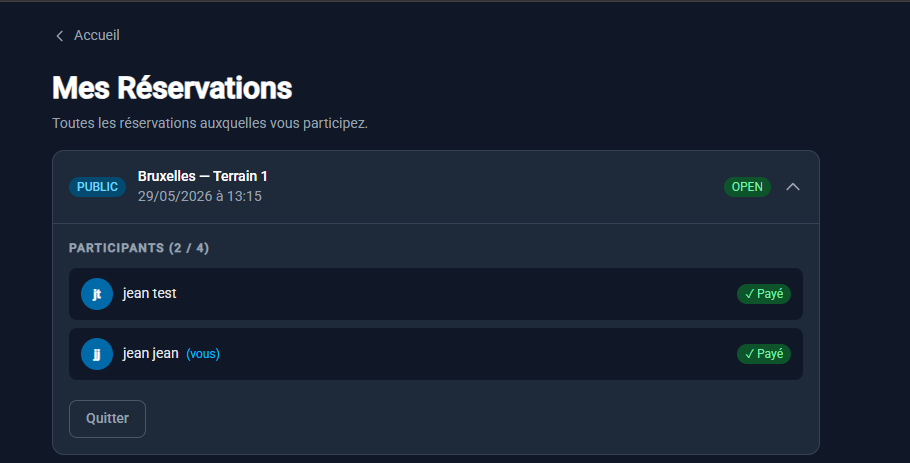 Accueil
Mes Réservations
Toutes les réservations auxquelles vous participez.
PUBLIC
Bruxelles — Terrain 1
29/05/2026 à 13:15
OPEN
PARTICIPANTS (2 / 4)
jt jean test ✓ Payé
jj jean jean (vous) ✓ Payé
Quitter